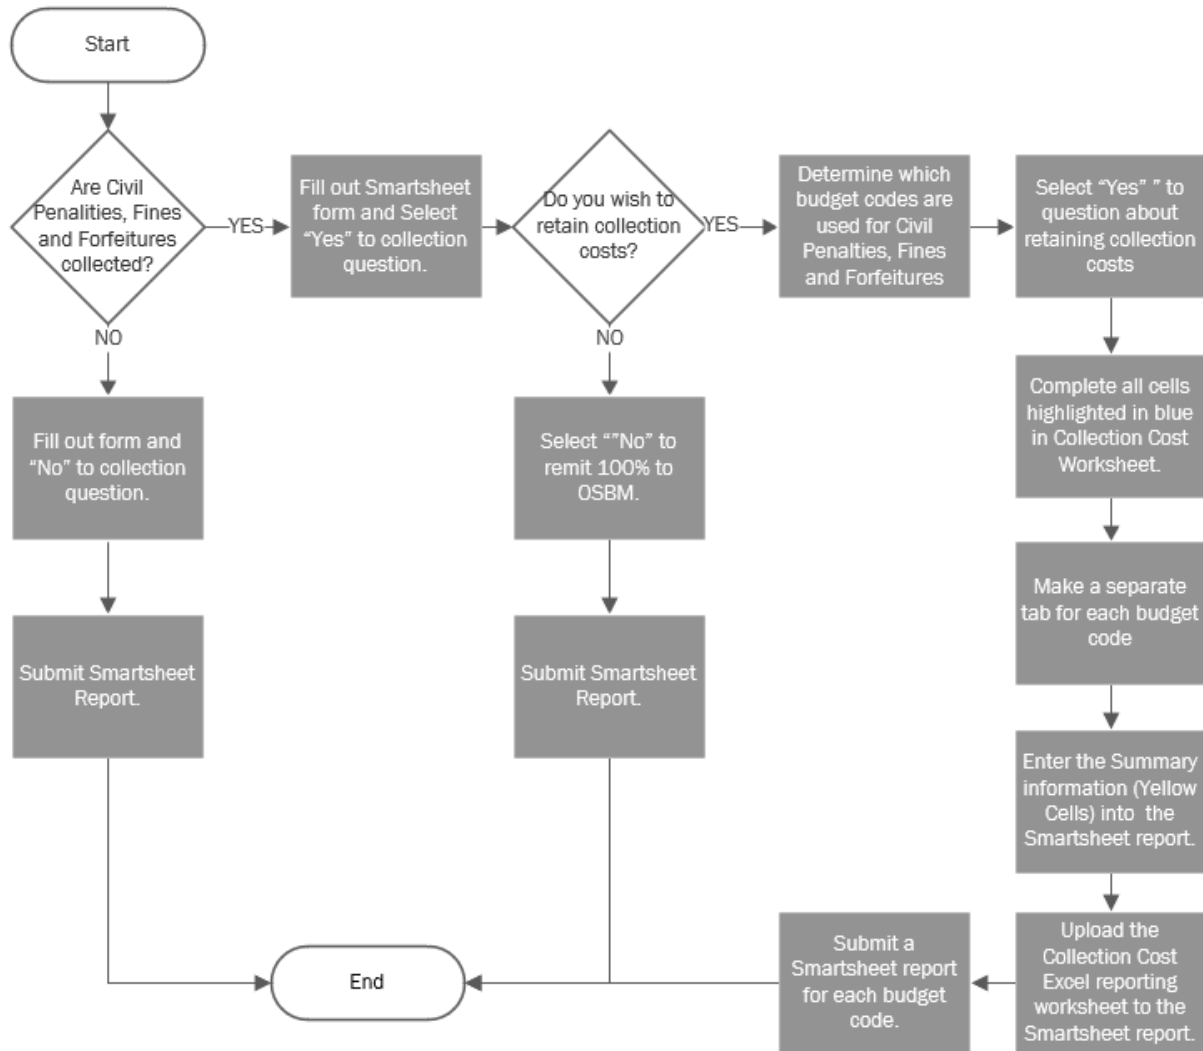 Start
Are Civil
Penalities, Fines
and Forfeitures
collected?
YES
Fill out Smartsheet
form and Select
“Yes” to collection
question.
Do you wish to
retain collection
costs?
YES
Determine which
budget codes are
used for Civil
Penalties, Fines
and Forfeitures
Select “Yes” ” to
question about
retaining collection
costs
NO
Fill out form and
“No” to collection
question.
Submit Smartsheet
Report.
NO
Select “”No” to
remit 100% to
OSBM.
Submit Smartsheet
Report.
Complete all cells
highlighted in blue
in Collection Cost
Worksheet.
Make a separate
tab for each budget
code
Enter the Summary
information (Yellow
Cells) into the
Smartsheet report.
Upload the
Collection Cost
Excel reporting
worksheet to the
Smartsheet report.
Submit a
Smartsheet report
for each budget
code.
End